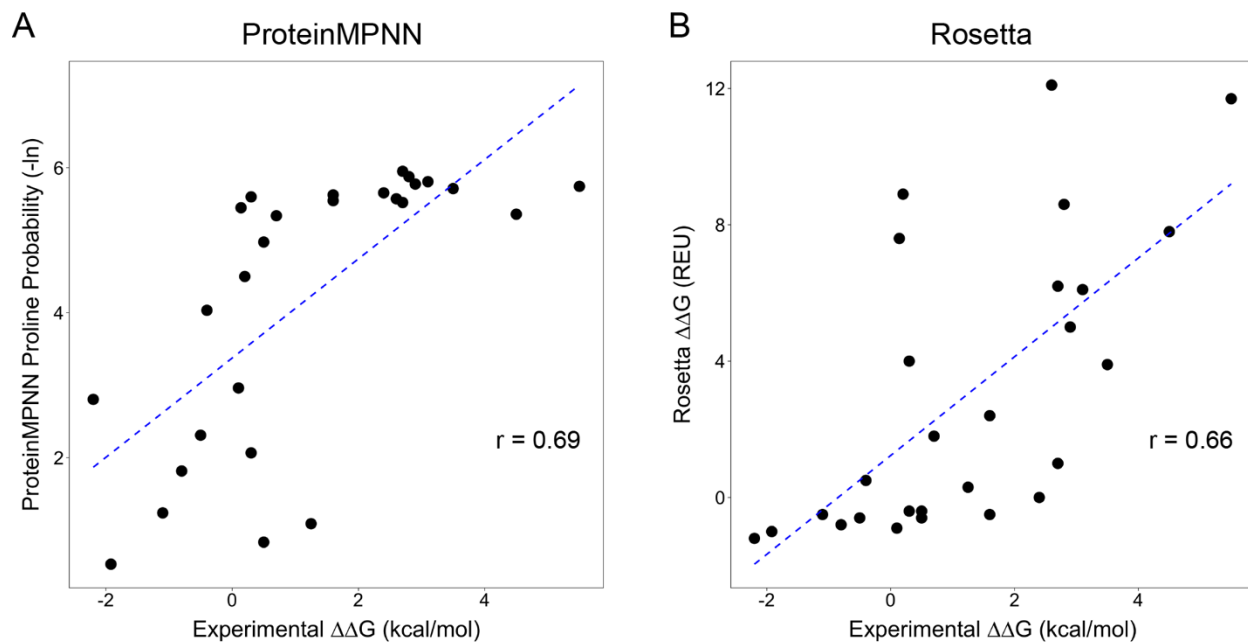 A
ProteinMPNN
ProteinMPNN Proline Probability (-ln)
6
4
2
r = 0.69
-2 0 2 4
Experimental ΔΔG (kcal/mol)
B
Rosetta
Rosetta ΔΔG (REU)
12
8
4
0
r = 0.66
-2 0 2 4
Experimental ΔΔG (kcal/mol)